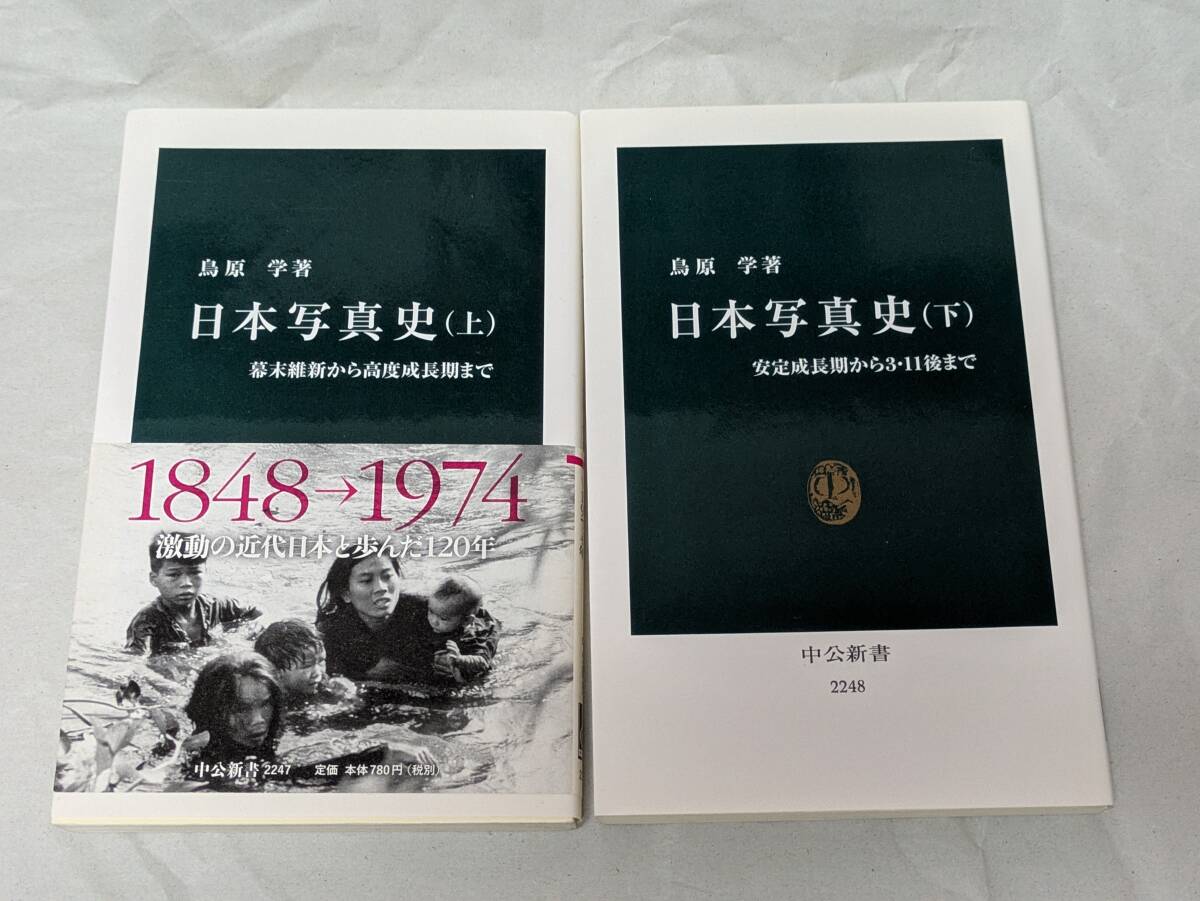 鳥原 学著
日本写真史(上)
幕末維新から高度成長期まで
1848→1974
激動の近代日本と歩んだ120年
中公新書 2247 定価 本体780円(税別)
鳥原 学著
日本写真史(下)
安定成長期から3・11後まで
中公新書
2248